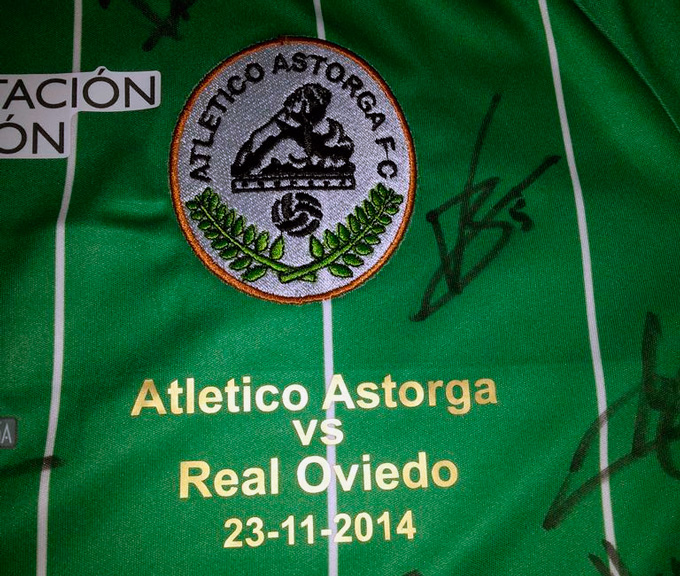 TACIÓN
ÓN
ATLETICO ASTORGA F C
Atletico Astorga
vs
Real Oviedo
23-11-2014